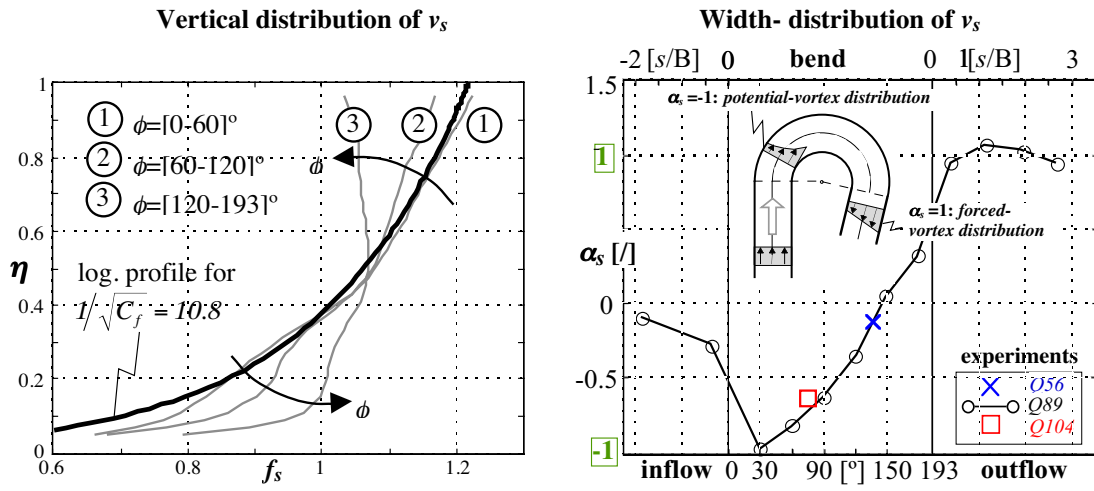 Vertical distribution of vₛ
1
0.8
0.6
η
0.4
0.2
0
① ϕ=[0-60]º
② ϕ=[60-120]º
③ ϕ=[120-193]º
③ ② ①
ϕ
log. profile for
1/√C_f = 10.8
ϕ
0.6 0.8 fₛ 1 1.2
Width- distribution of vₛ
-2 [s/B] 0 bend 0 1[s/B] 3
1.5
αₛ=-1: potential-vortex distribution
1
αₛ=1: forced-
vortex distribution
αₛ [/]
0
-0.5
-1
experiments
Q56
Q89
Q104
inflow 0 30 90 [º] 150 193 outflow